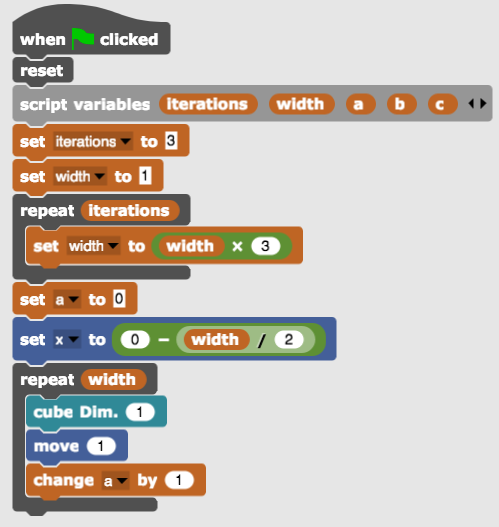 when clicked
reset
script variables iterations width a b c
set iterations to 3
set width to 1
repeat iterations
set width to width × 3
set a to 0
set x to 0 - width / 2
repeat width
cube Dim. 1
move 1
change a by 1